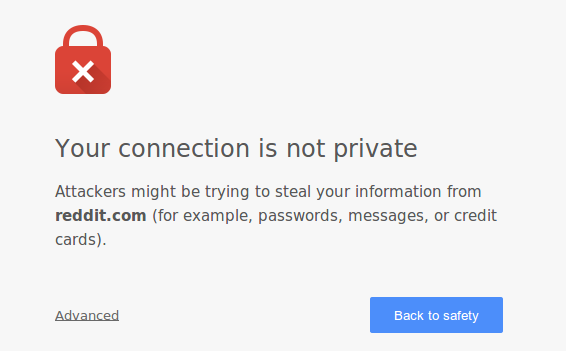 Your connection is not private
Attackers might be trying to steal your information from
reddit.com (for example, passwords, messages, or credit
cards).
Advanced
Back to safety